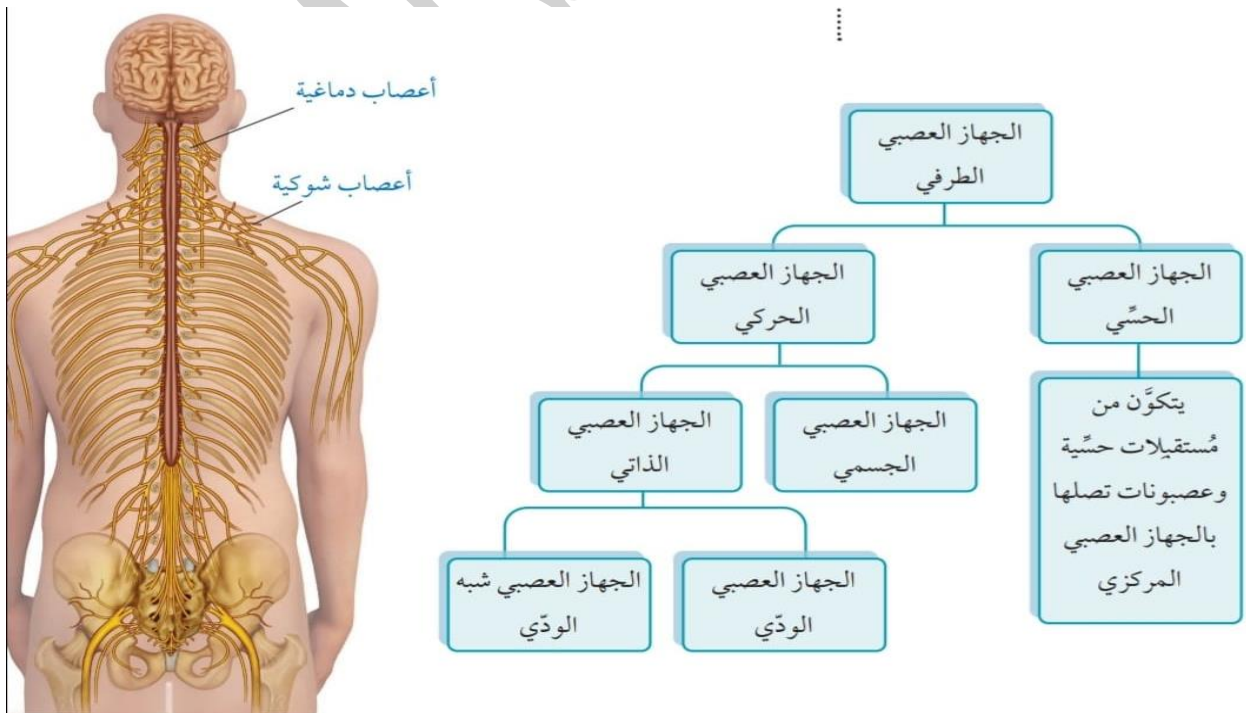 أعصاب دماغية
أعصاب شوكية
الجهاز العصبي
الطرفي
الجهاز العصبي
الحسِّي
الجهاز العصبي
الحركي
يتكوَّن من
مُستقبِلات حسِّية
وعصبونات تصلها
بالجهاز العصبي
المركزي
الجهاز العصبي
الجسمي
الجهاز العصبي
الذاتي
الجهاز العصبي
الودّي
الجهاز العصبي شبه
الودّي